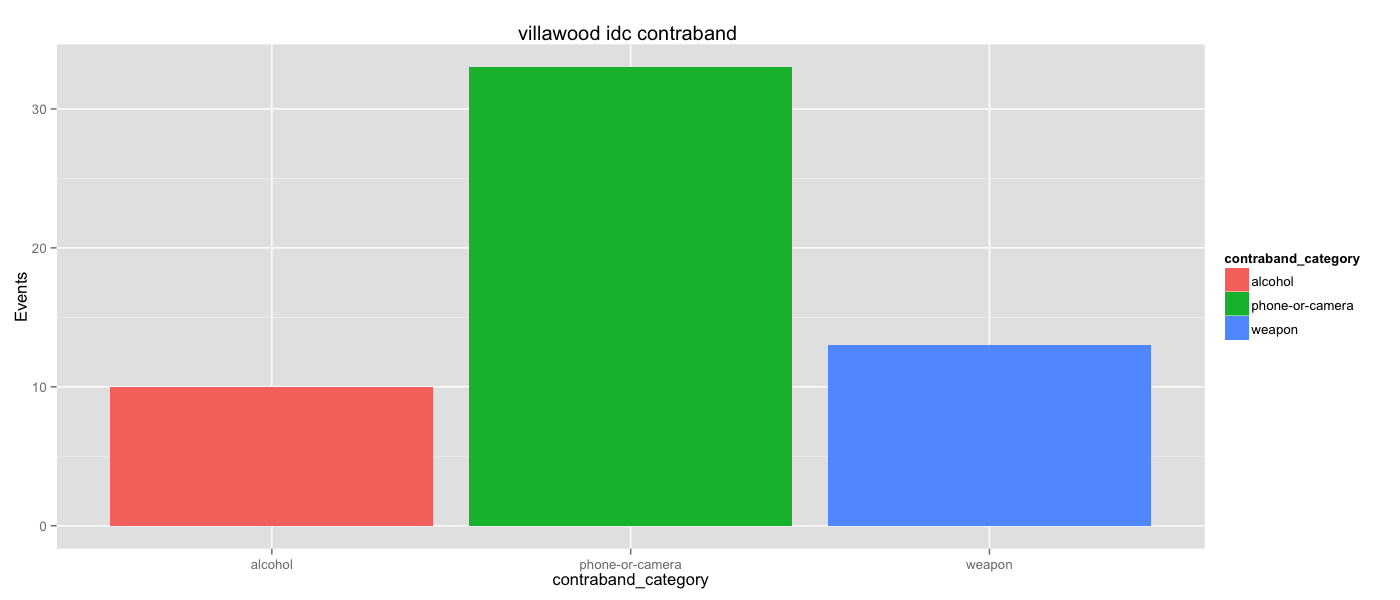 villawood idc contraband
30
20
10
0
Events
alcohol
phone-or-camera
weapon
contraband_category
contraband_category
alcohol
phone-or-camera
weapon